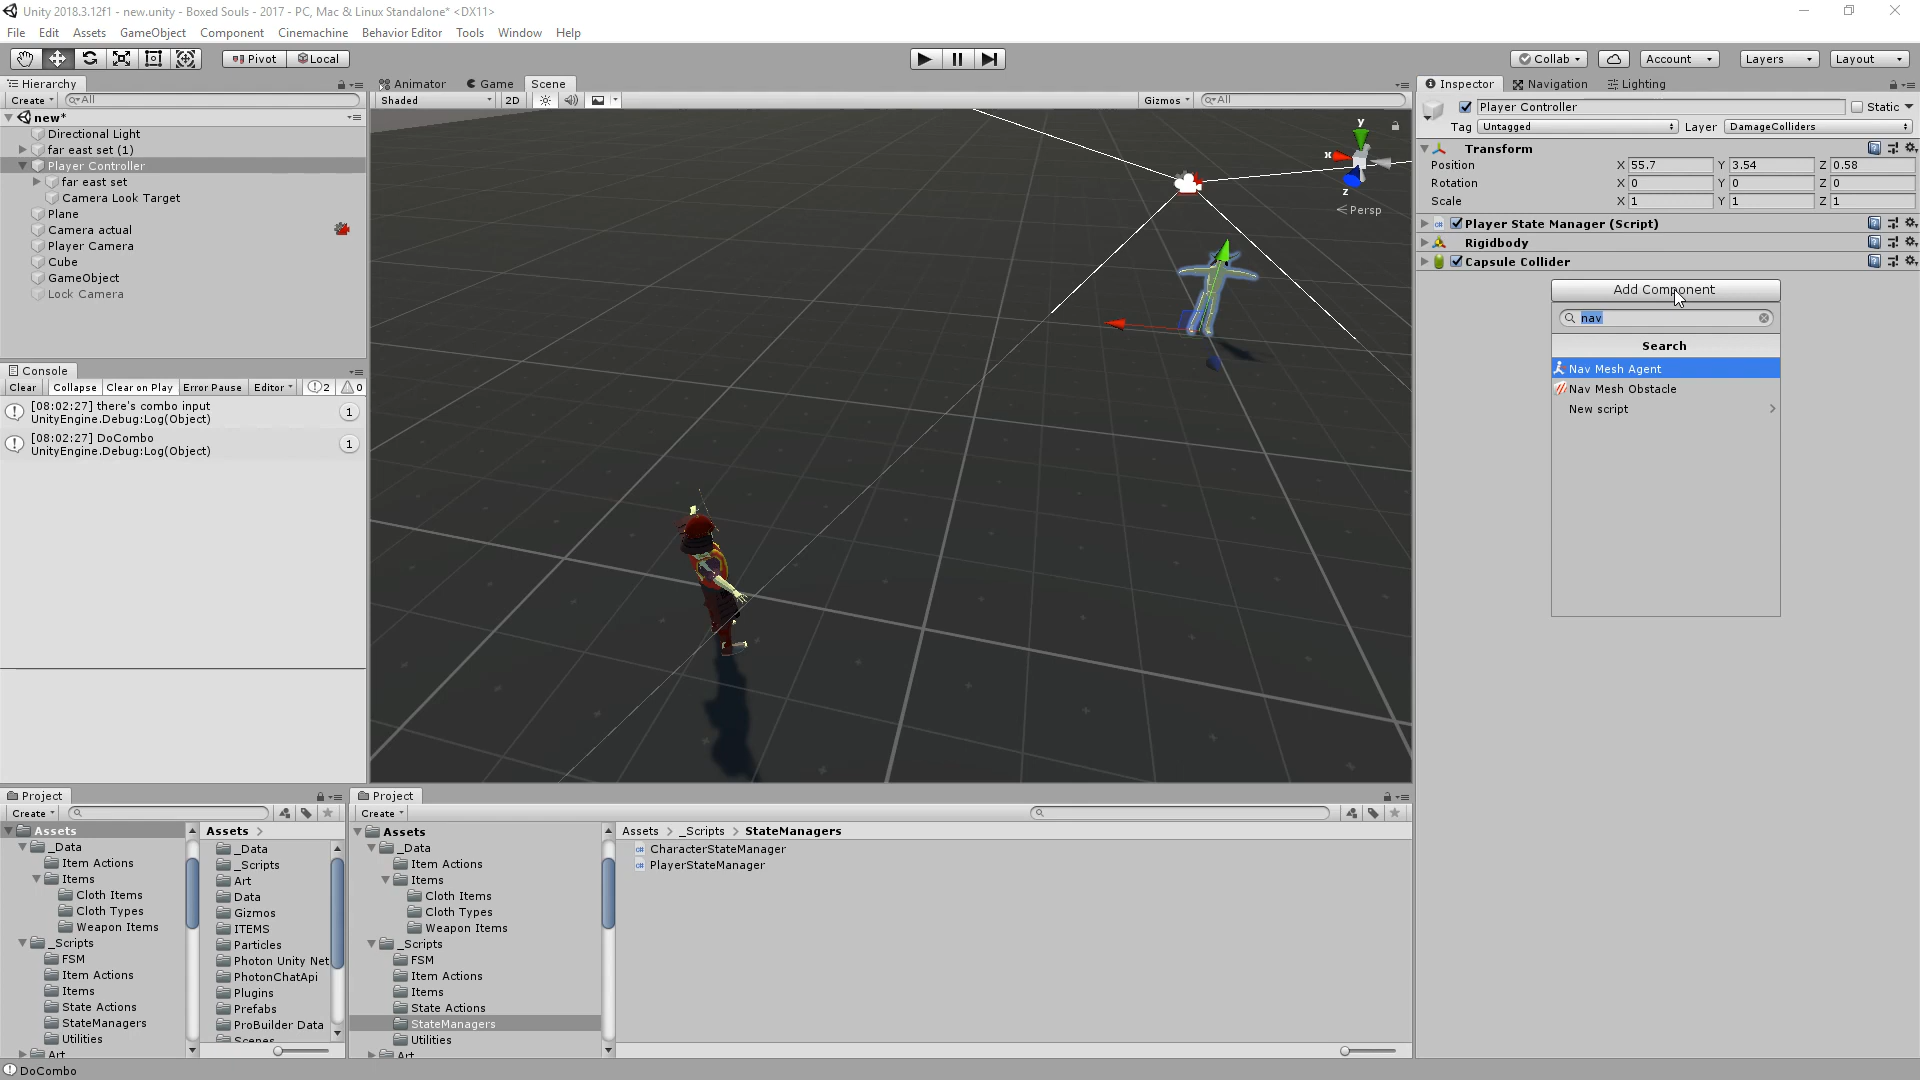 Unity 2018.3.12f1 - new.unity - Boxed Souls - 2017 - PC, Mac & Linux Standalone* <DX11>
File Edit Assets GameObject Component Cinemachine Behavior Editor Tools Window Help
Pivot Local Collab Account Layers Layout
Hierarchy
Create All
new*
Directional Light
far east set (1)
Player Controller
far east set
Camera Look Target
Plane
Camera actual
Player Camera
Cube
GameObject
Lock Camera
Console
Clear Collapse Clear on Play Error Pause Editor 2 0
[08:02:27] there's combo input
UnityEngine.Debug:Log(Object)
1
[08:02:27] DoCombo
UnityEngine.Debug:Log(Object)
1
Animator Game Scene
Shaded 2D Gizmos All
y
x
z
Persp
Inspector Navigation Lighting
Player Controller Static
Tag Untagged Layer DamageColliders
Transform
Position X 55.7 Y 3.54 Z 0.58
Rotation X 0 Y 0 Z 0
Scale X 1 Y 1 Z 1
Player State Manager (Script)
Rigidbody
Capsule Collider
Add Component
nav
Search
Nav Mesh Agent
Nav Mesh Obstacle
New script
Project
Create
Assets
_Data
Item Actions
Items
Cloth Items
Cloth Types
Weapon Items
_Scripts
FSM
Item Actions
Items
State Actions
StateManagers
Utilities
Art
Assets
_Data
_Scripts
Art
Data
Gizmos
ITEMS
Particles
Photon Unity Net
PhotonChatApi
Plugins
Prefabs
ProBuilder Data
Scenes
Project
Create
Assets
_Data
Item Actions
Items
Cloth Items
Cloth Types
Weapon Items
_Scripts
FSM
Item Actions
Items
State Actions
StateManagers
Utilities
Art
Assets > _Scripts > StateManagers
CharacterStateManager
PlayerStateManager
DoCombo